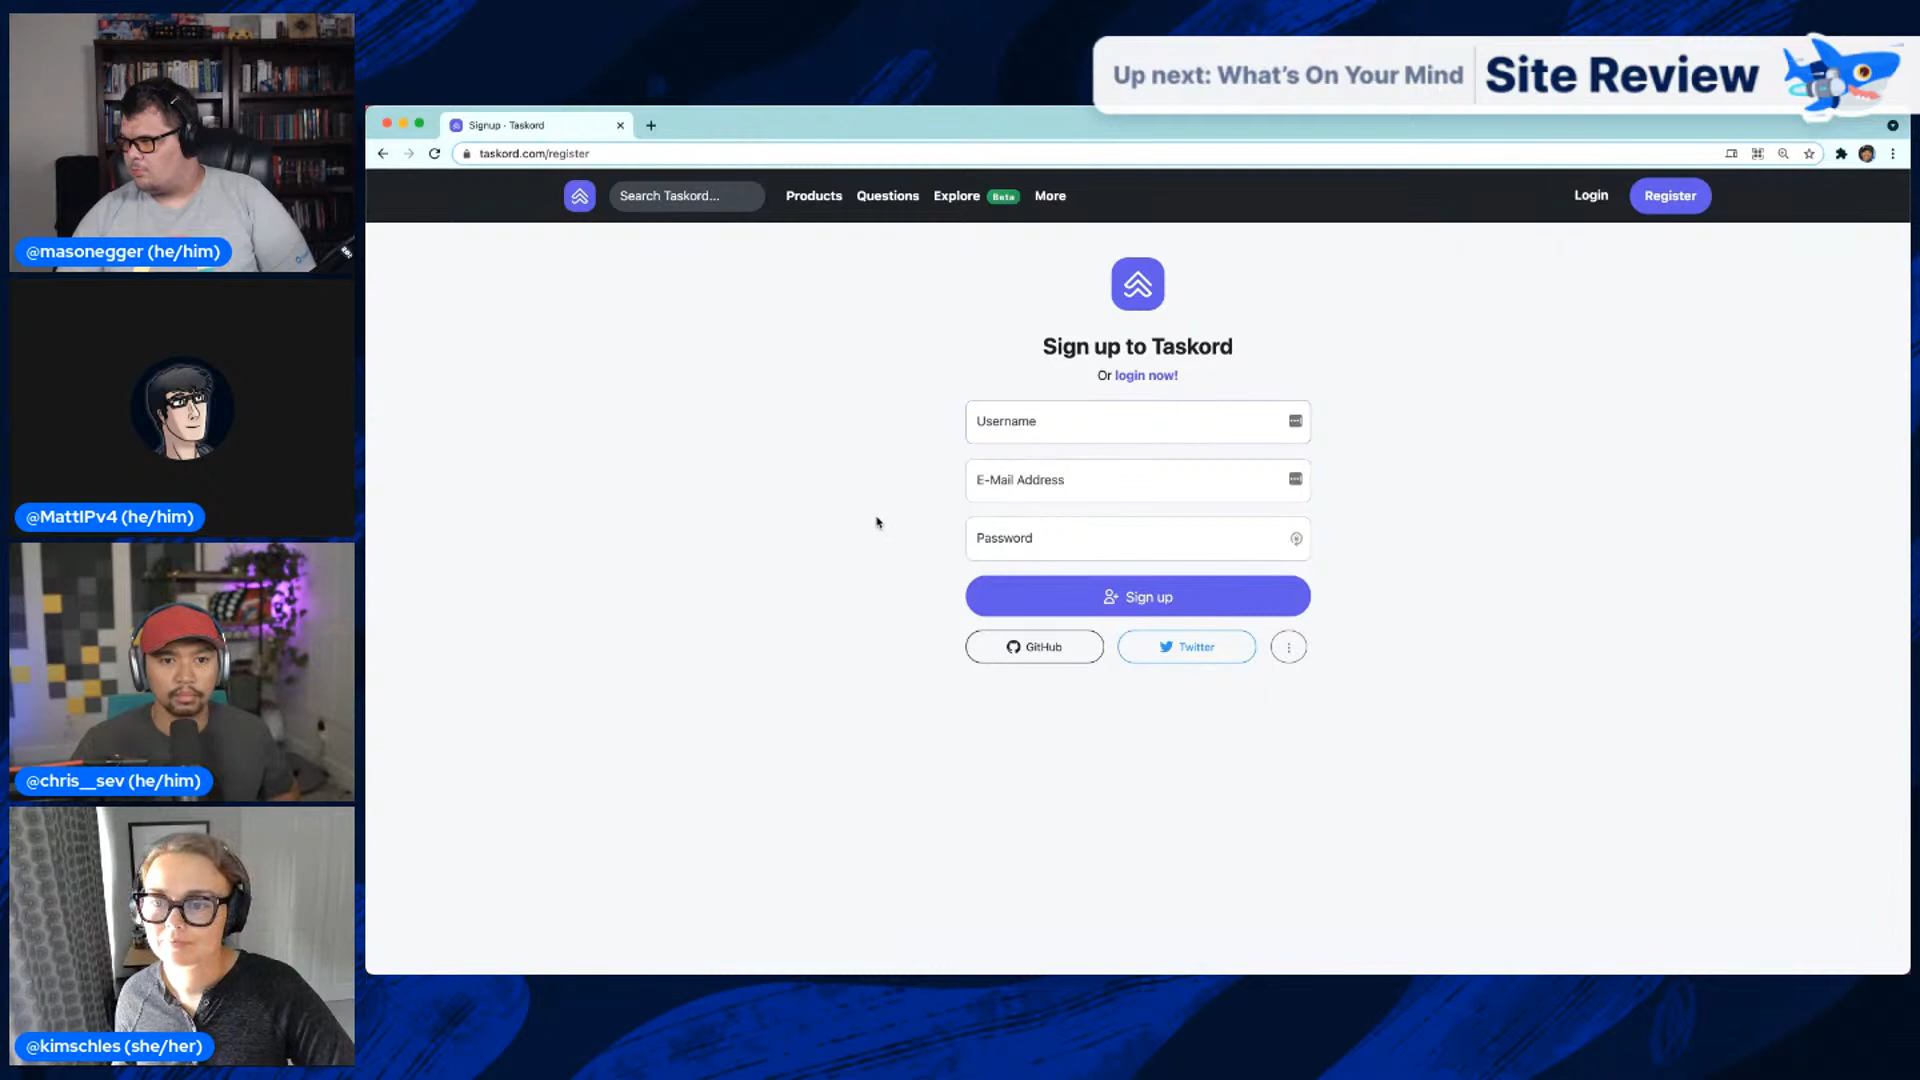 Up next: What's On Your Mind
Site Review
Signup · Taskord
taskord.com/register
Search Taskord...
Products
Questions
Explore
Beta
More
Login
Register
Sign up to Taskord
Or login now!
Username
E-Mail Address
Password
Sign up
GitHub
Twitter
@masonegger (he/him)
@MattIPv4 (he/him)
@chris__sev (he/him)
@kimschles (she/her)